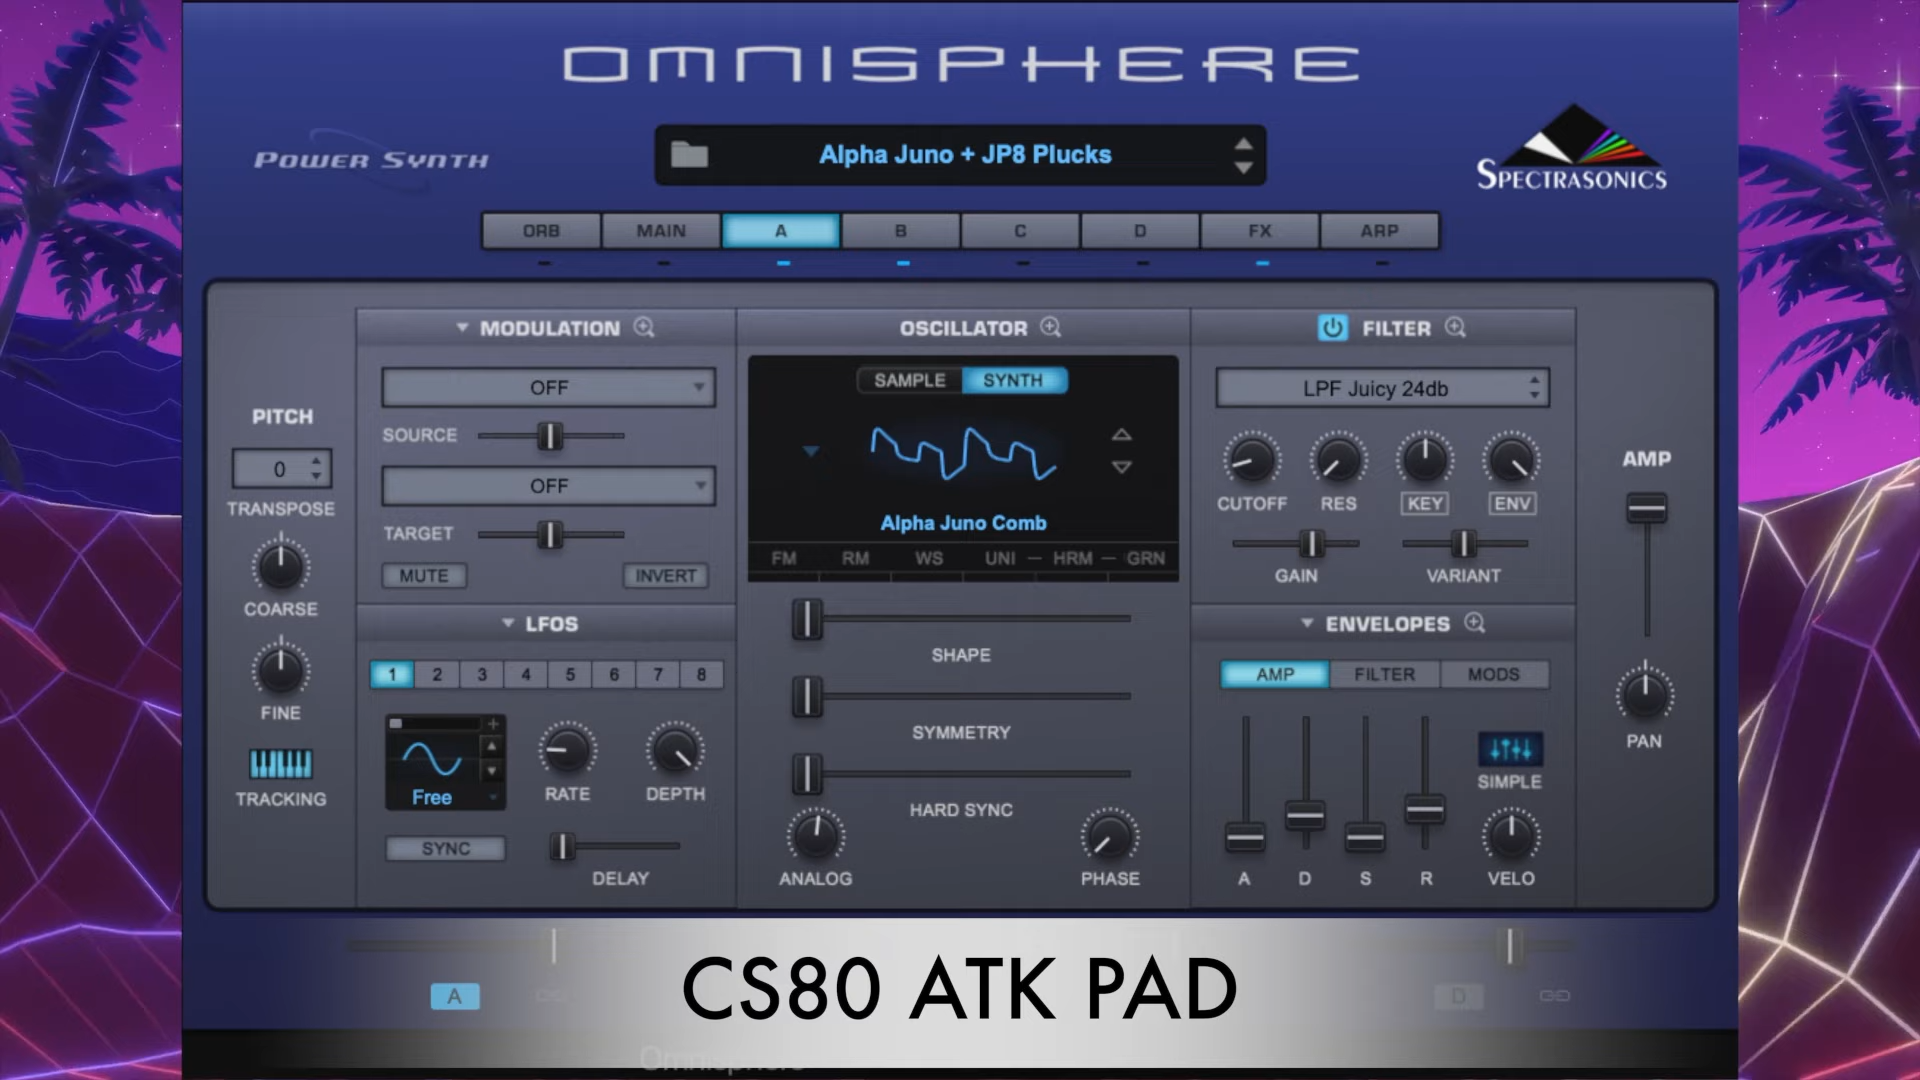 OMNISPHERE
POWER SYNTH
Alpha Juno + JP8 Plucks
SPECTRASONICS
ORB MAIN A B C D FX ARP
MODULATION
OSCILLATOR
FILTER
SAMPLE SYNTH
OFF
LPF Juicy 24db
PITCH
SOURCE
0
AMP
OFF
TRANSPOSE
CUTOFF RES KEY ENV
Alpha Juno Comb
TARGET
FM RM WS UNI — HRM — GRN
MUTE INVERT
GAIN VARIANT
COARSE
LFOS
ENVELOPES
SHAPE
1 2 3 4 5 6 7 8
AMP FILTER MODS
FINE
SYMMETRY
PAN
Free
RATE DEPTH
SIMPLE
TRACKING
HARD SYNC
SYNC
DELAY
ANALOG PHASE
A D S R VELO
CS80 ATK PAD
A
D
Omnisphere